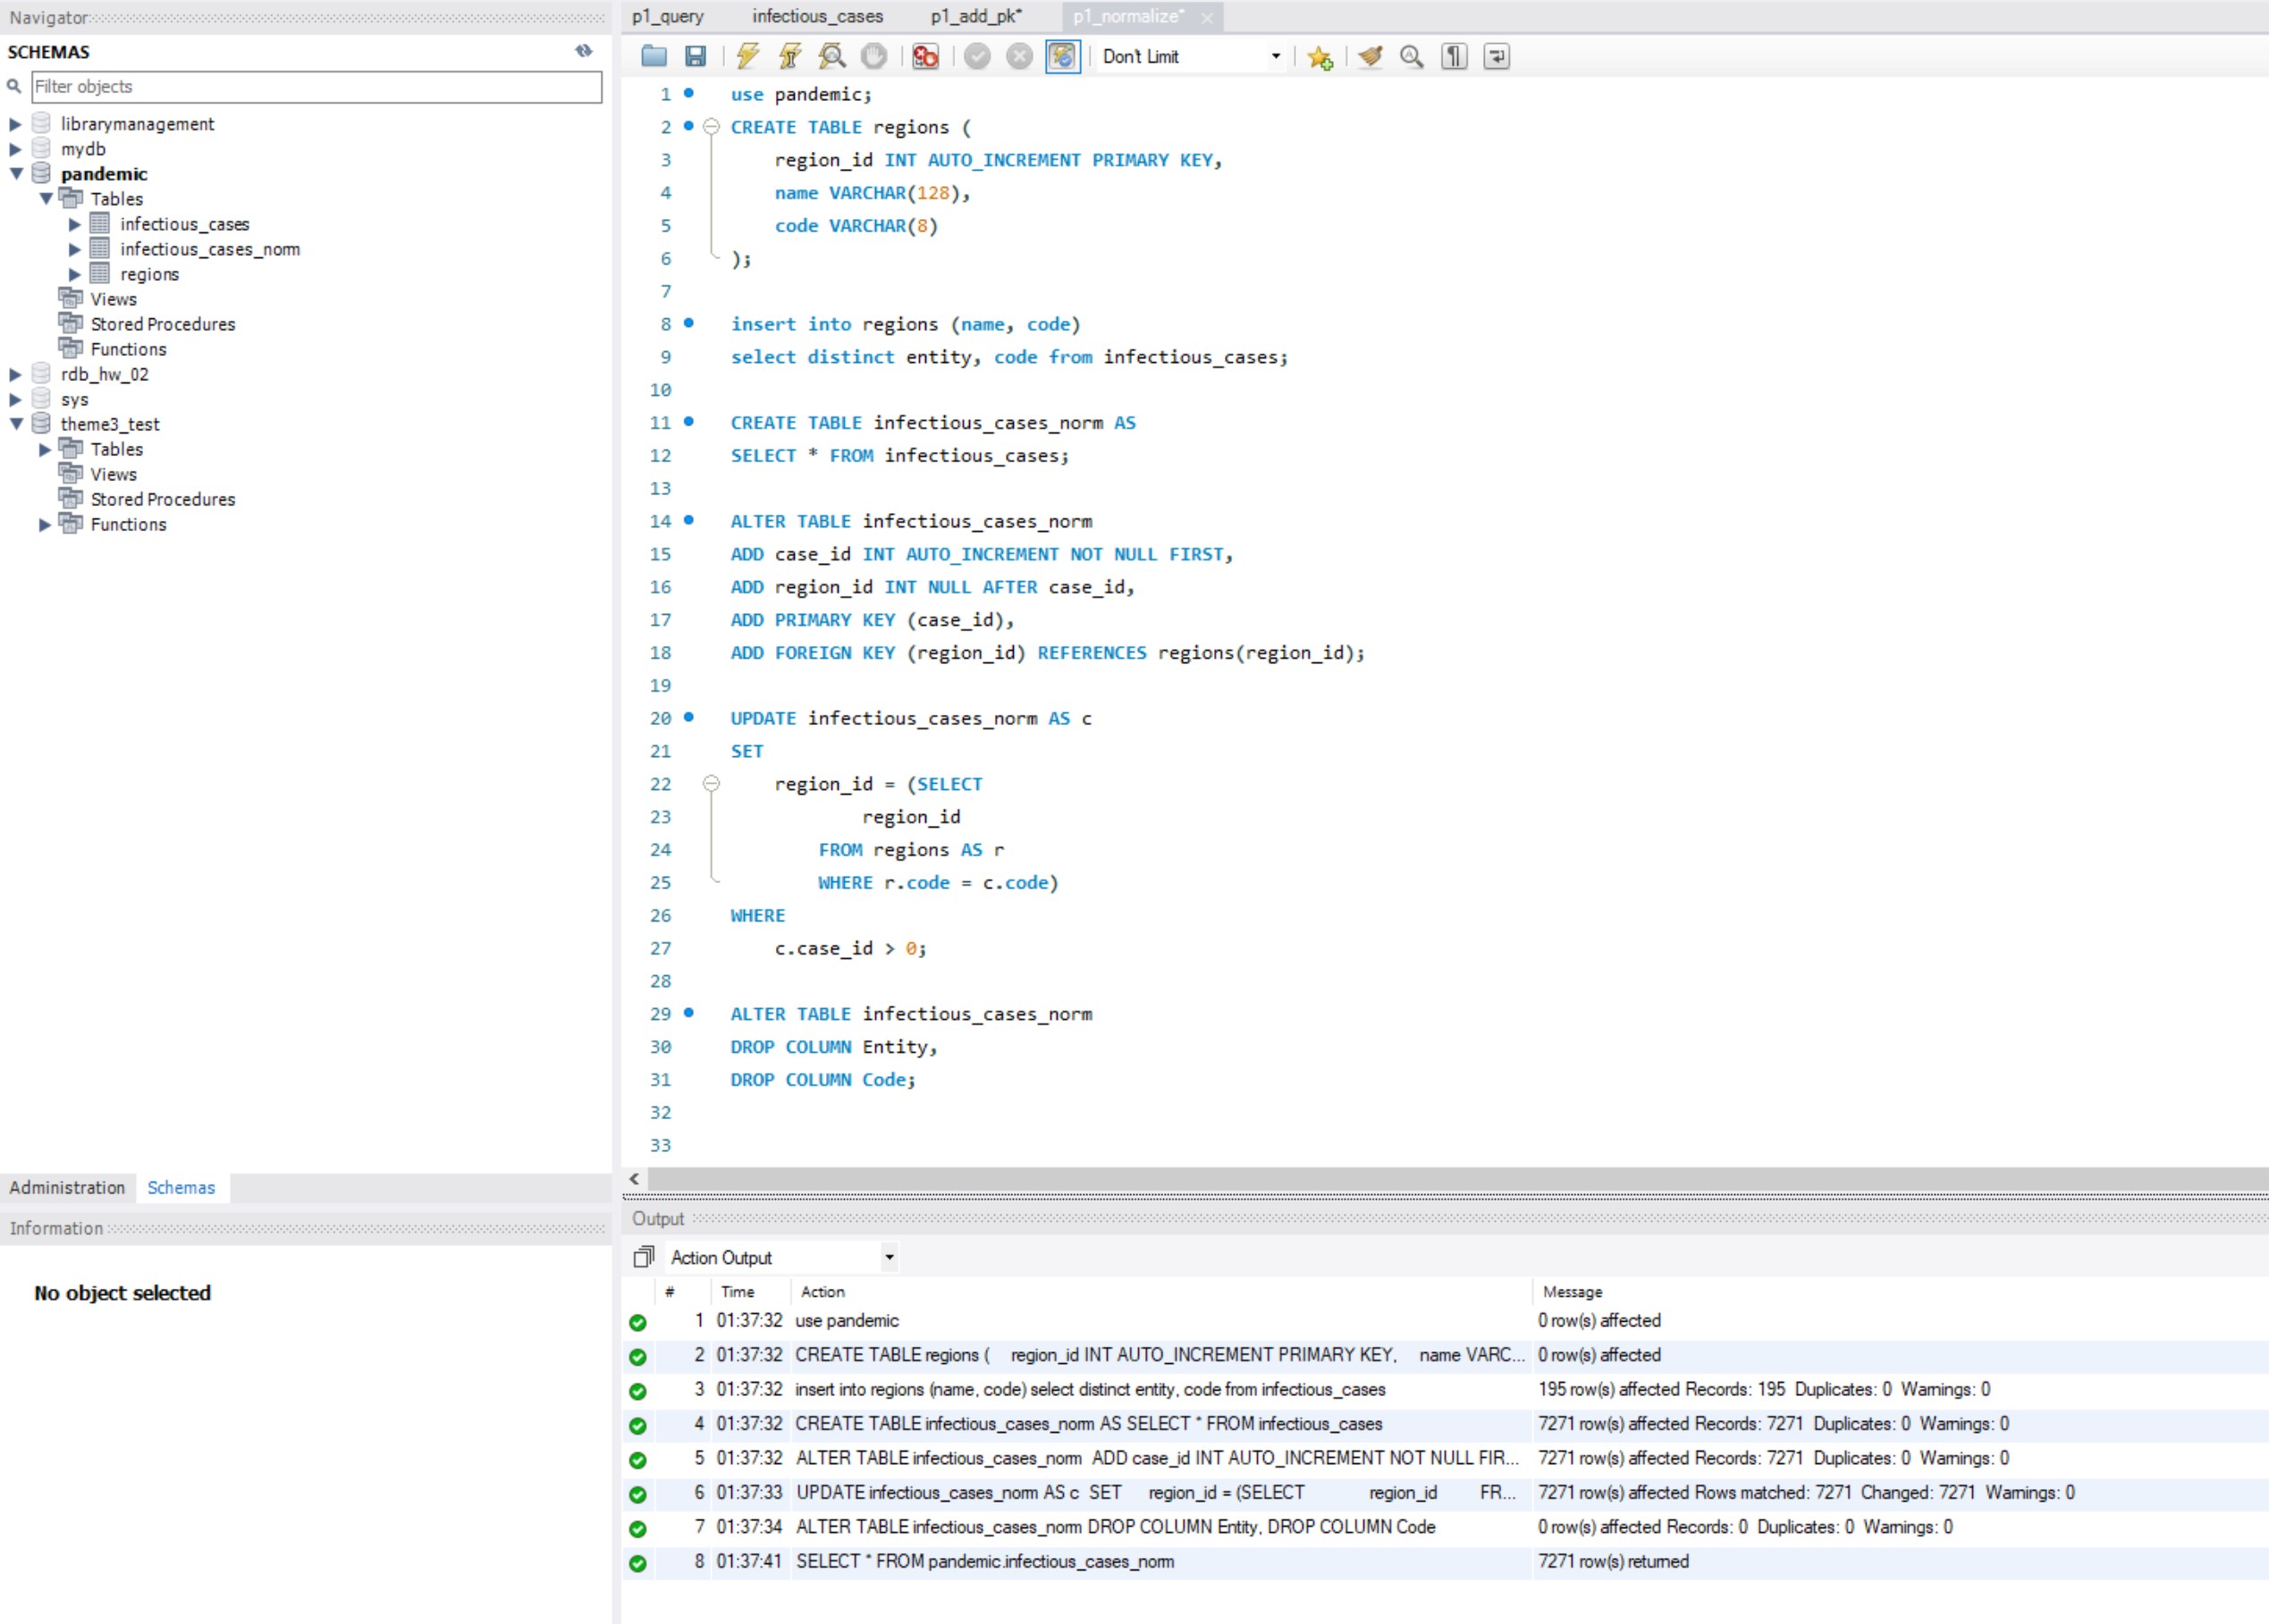 Navigator
SCHEMAS
Filter objects
librarymanagement
mydb
pandemic
Tables
infectious_cases
infectious_cases_norm
regions
Views
Stored Procedures
Functions
rdb_hw_02
sys
theme3_test
Tables
Views
Stored Procedures
Functions
Administration Schemas
Information
No object selected
p1_query infectious_cases p1_add_pk* p1_normalize*
Don't Limit
1 use pandemic;
2 CREATE TABLE regions (
3 region_id INT AUTO_INCREMENT PRIMARY KEY,
4 name VARCHAR(128),
5 code VARCHAR(8)
6 );
7
8 insert into regions (name, code)
9 select distinct entity, code from infectious_cases;
10
11 CREATE TABLE infectious_cases_norm AS
12 SELECT * FROM infectious_cases;
13
14 ALTER TABLE infectious_cases_norm
15 ADD case_id INT AUTO_INCREMENT NOT NULL FIRST,
16 ADD region_id INT NULL AFTER case_id,
17 ADD PRIMARY KEY (case_id),
18 ADD FOREIGN KEY (region_id) REFERENCES regions(region_id);
19
20 UPDATE infectious_cases_norm AS c
21 SET
22 region_id = (SELECT
23 region_id
24 FROM regions AS r
25 WHERE r.code = c.code)
26 WHERE
27 c.case_id > 0;
28
29 ALTER TABLE infectious_cases_norm
30 DROP COLUMN Entity,
31 DROP COLUMN Code;
32
33
Output
Action Output
# Time Action Message
1 01:37:32 use pandemic 0 row(s) affected
2 01:37:32 CREATE TABLE regions ( region_id INT AUTO_INCREMENT PRIMARY KEY, name VARC... 0 row(s) affected
3 01:37:32 insert into regions (name, code) select distinct entity, code from infectious_cases 195 row(s) affected Records: 195 Duplicates: 0 Warnings: 0
4 01:37:32 CREATE TABLE infectious_cases_norm AS SELECT * FROM infectious_cases 7271 row(s) affected Records: 7271 Duplicates: 0 Warnings: 0
5 01:37:32 ALTER TABLE infectious_cases_norm ADD case_id INT AUTO_INCREMENT NOT NULL FIR... 7271 row(s) affected Records: 7271 Duplicates: 0 Warnings: 0
6 01:37:33 UPDATE infectious_cases_norm AS c SET region_id = (SELECT region_id FR... 7271 row(s) affected Rows matched: 7271 Changed: 7271 Warnings: 0
7 01:37:34 ALTER TABLE infectious_cases_norm DROP COLUMN Entity, DROP COLUMN Code 0 row(s) affected Records: 0 Duplicates: 0 Warnings: 0
8 01:37:41 SELECT * FROM pandemic.infectious_cases_norm 7271 row(s) returned